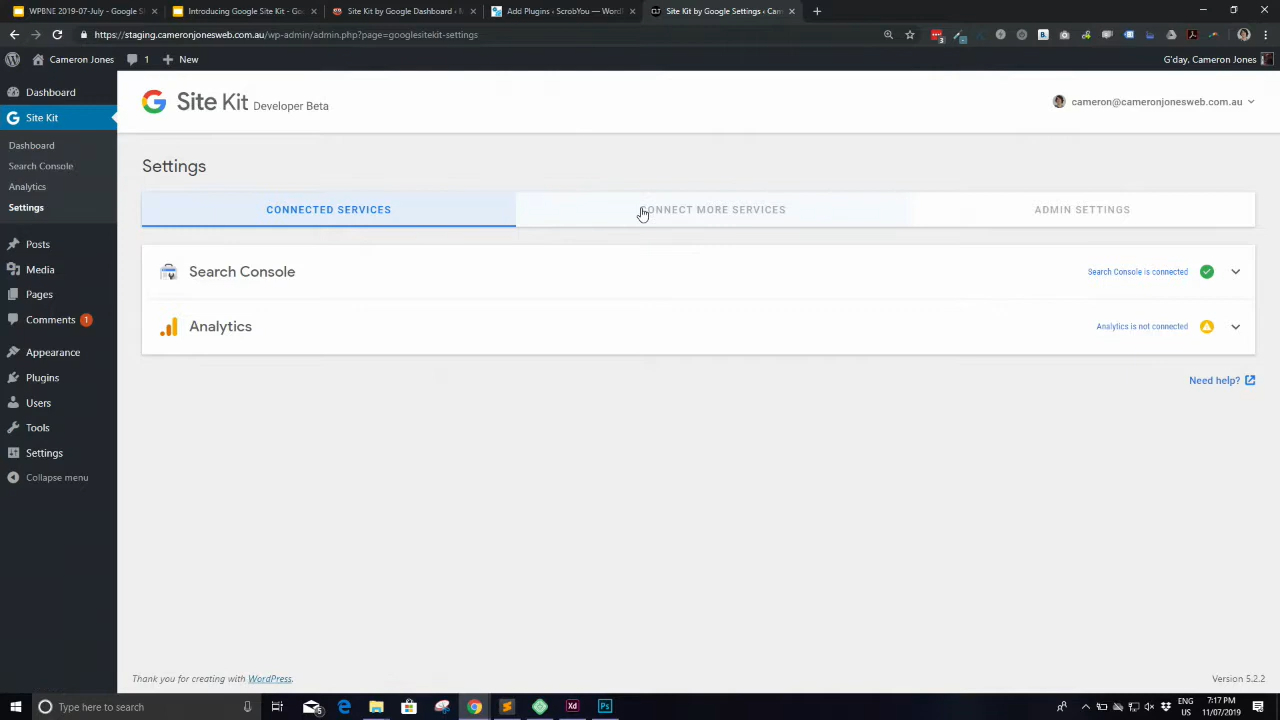 WPBNE 2019-07-July - Google S
Introducing Google Site Kit - Goo
Site Kit by Google Dashboard
Add Plugins ‹ ScrobYou — Word
Site Kit by Google Settings ‹ Cam
https://staging.cameronjonesweb.com.au/wp-admin/admin.php?page=googlesitekit-settings
Cameron Jones
1
New
G'day, Cameron Jones
Dashboard
Site Kit
Dashboard
Search Console
Analytics
Settings
Posts
Media
Pages
Comments 1
Appearance
Plugins
Users
Tools
Settings
Collapse menu
Site Kit Developer Beta
cameron@cameronjonesweb.com.au
Settings
CONNECTED SERVICES
CONNECT MORE SERVICES
ADMIN SETTINGS
Search Console
Search Console is connected
Analytics
Analytics is not connected
Need help?
Thank you for creating with WordPress.
Version 5.2.2
Type here to search
Xd
Ps
ENG
US
7:17 PM
11/07/2019